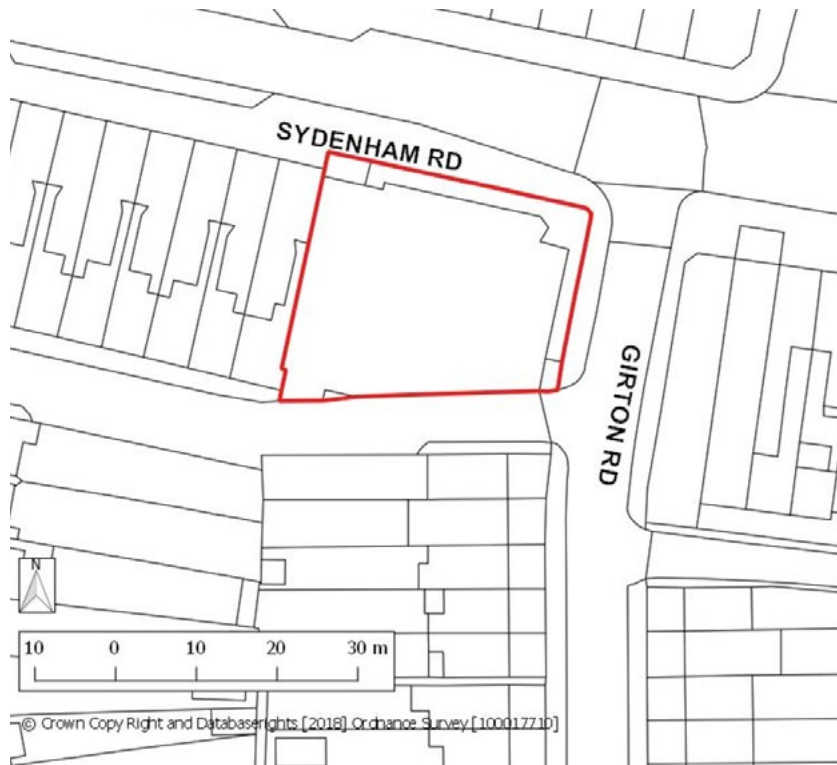 SYDENHAM RD
GIRTON RD
N
10 0 10 20 30 m
© Crown Copy Right and Databaserights [2018] Ordnance Survey [100017710]